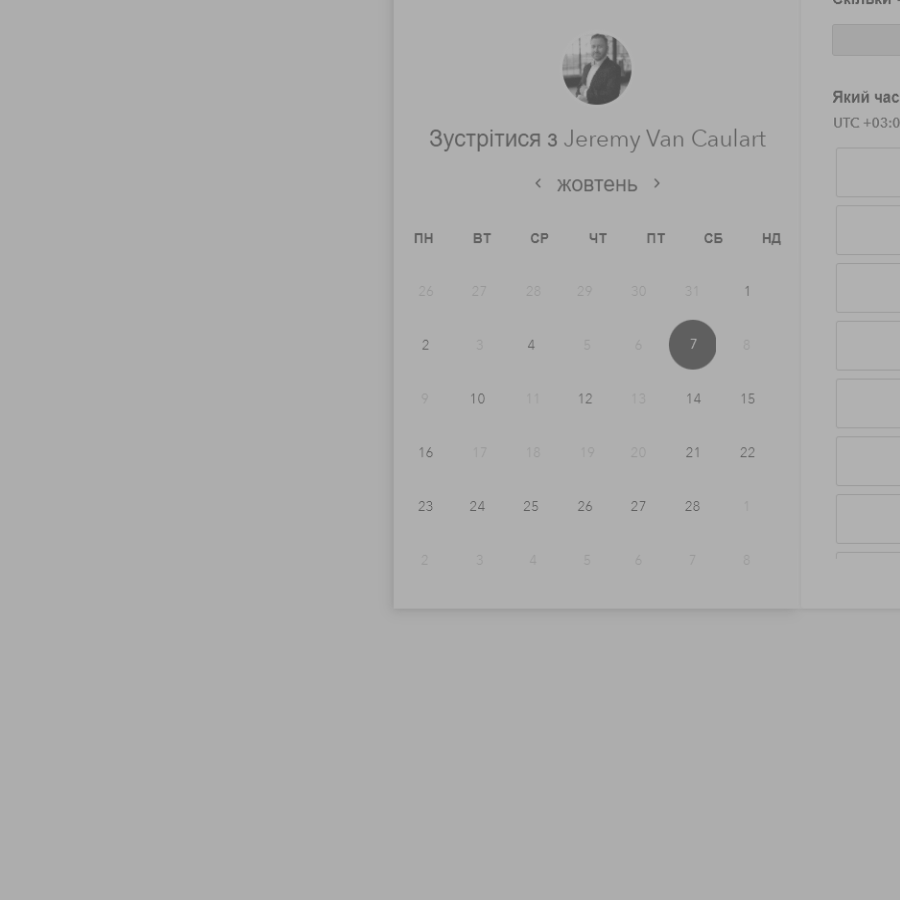 Зустрітися з Jeremy Van Caulart
жовтень
ПН ВТ СР ЧТ ПТ СБ НД
26 27 28 29 30 31 1
2 3 4 5 6 7 8
9 10 11 12 13 14 15
16 17 18 19 20 21 22
23 24 25 26 27 28 1
2 3 4 5 6 7 8
Скільки
Який час
UTC +03:0